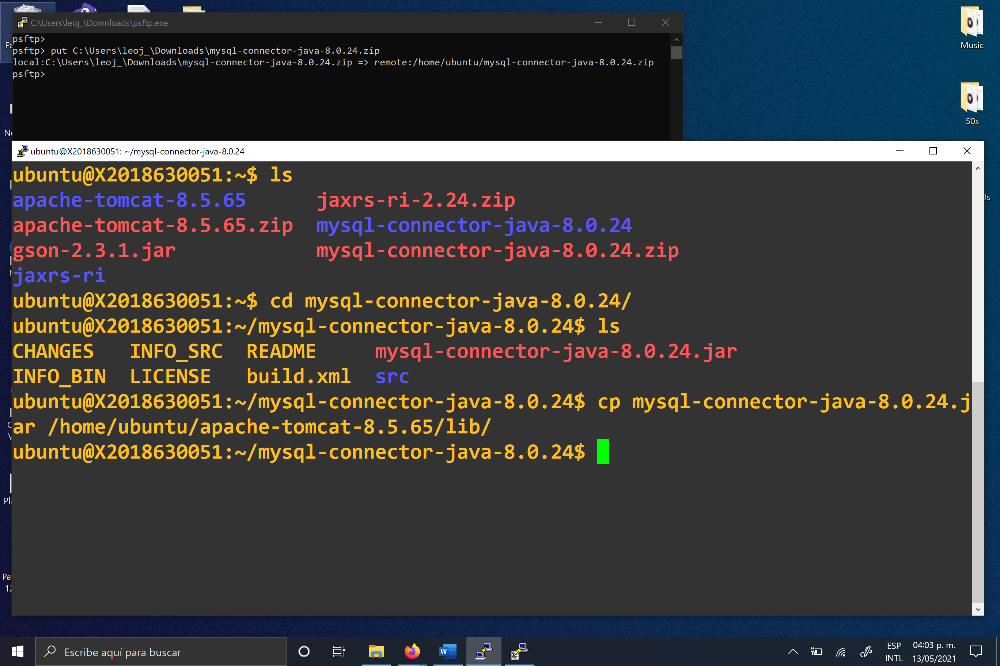 C:\Users\leoj_\Downloads\psftp.exe
psftp>
psftp> put C:\Users\leoj_\Downloads\mysql-connector-java-8.0.24.zip
local:C:\Users\leoj_\Downloads\mysql-connector-java-8.0.24.zip => remote:/home/ubuntu/mysql-connector-java-8.0.24.zip
psftp>
Music
50s
ubuntu@X2018630051: ~/mysql-connector-java-8.0.24
ubuntu@X2018630051:~$ ls
apache-tomcat-8.5.65 jaxrs-ri-2.24.zip
apache-tomcat-8.5.65.zip mysql-connector-java-8.0.24
gson-2.3.1.jar mysql-connector-java-8.0.24.zip
jaxrs-ri
ubuntu@X2018630051:~$ cd mysql-connector-java-8.0.24/
ubuntu@X2018630051:~/mysql-connector-java-8.0.24$ ls
CHANGES INFO_SRC README mysql-connector-java-8.0.24.jar
INFO_BIN LICENSE build.xml src
ubuntu@X2018630051:~/mysql-connector-java-8.0.24$ cp mysql-connector-java-8.0.24.j
ar /home/ubuntu/apache-tomcat-8.5.65/lib/
ubuntu@X2018630051:~/mysql-connector-java-8.0.24$
Escribe aquí para buscar
ESP
INTL
04:03 p. m.
13/05/2021